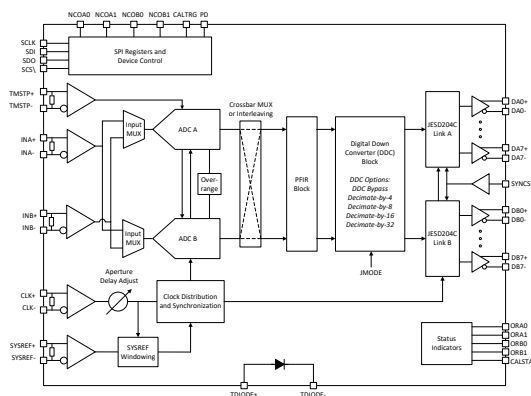 NCOA0 NCOA1 NCOB0 NCOB1 CALTRG PD
SCLK
SDI
SDO
SCS\
SPI Registers and
Device Control
TMSTP+
TMSTP-
INA+
INA-
Input
MUX
ADC A
Crossbar MUX
or Interleaving
Over-
range
INB+
INB-
Input
MUX
ADC B
PFIR
Block
Digital Down
Converter (DDC)
Block
DDC Options:
DDC Bypass
Decimate-by-4
Decimate-by-8
Decimate-by-16
Decimate-by-32
JMODE
JESD204C
Link A
DA0+
DA0-
DA7+
DA7-
JESD204C
Link B
DB0+
DB0-
DB7+
DB7-
CLK+
CLK-
Aperture
Delay Adjust
Clock Distribution
and Synchronization
SYSREF+
SYSREF-
SYSREF
Windowing
Status
Indicators
ORA0
ORA1
ORB0
ORB1